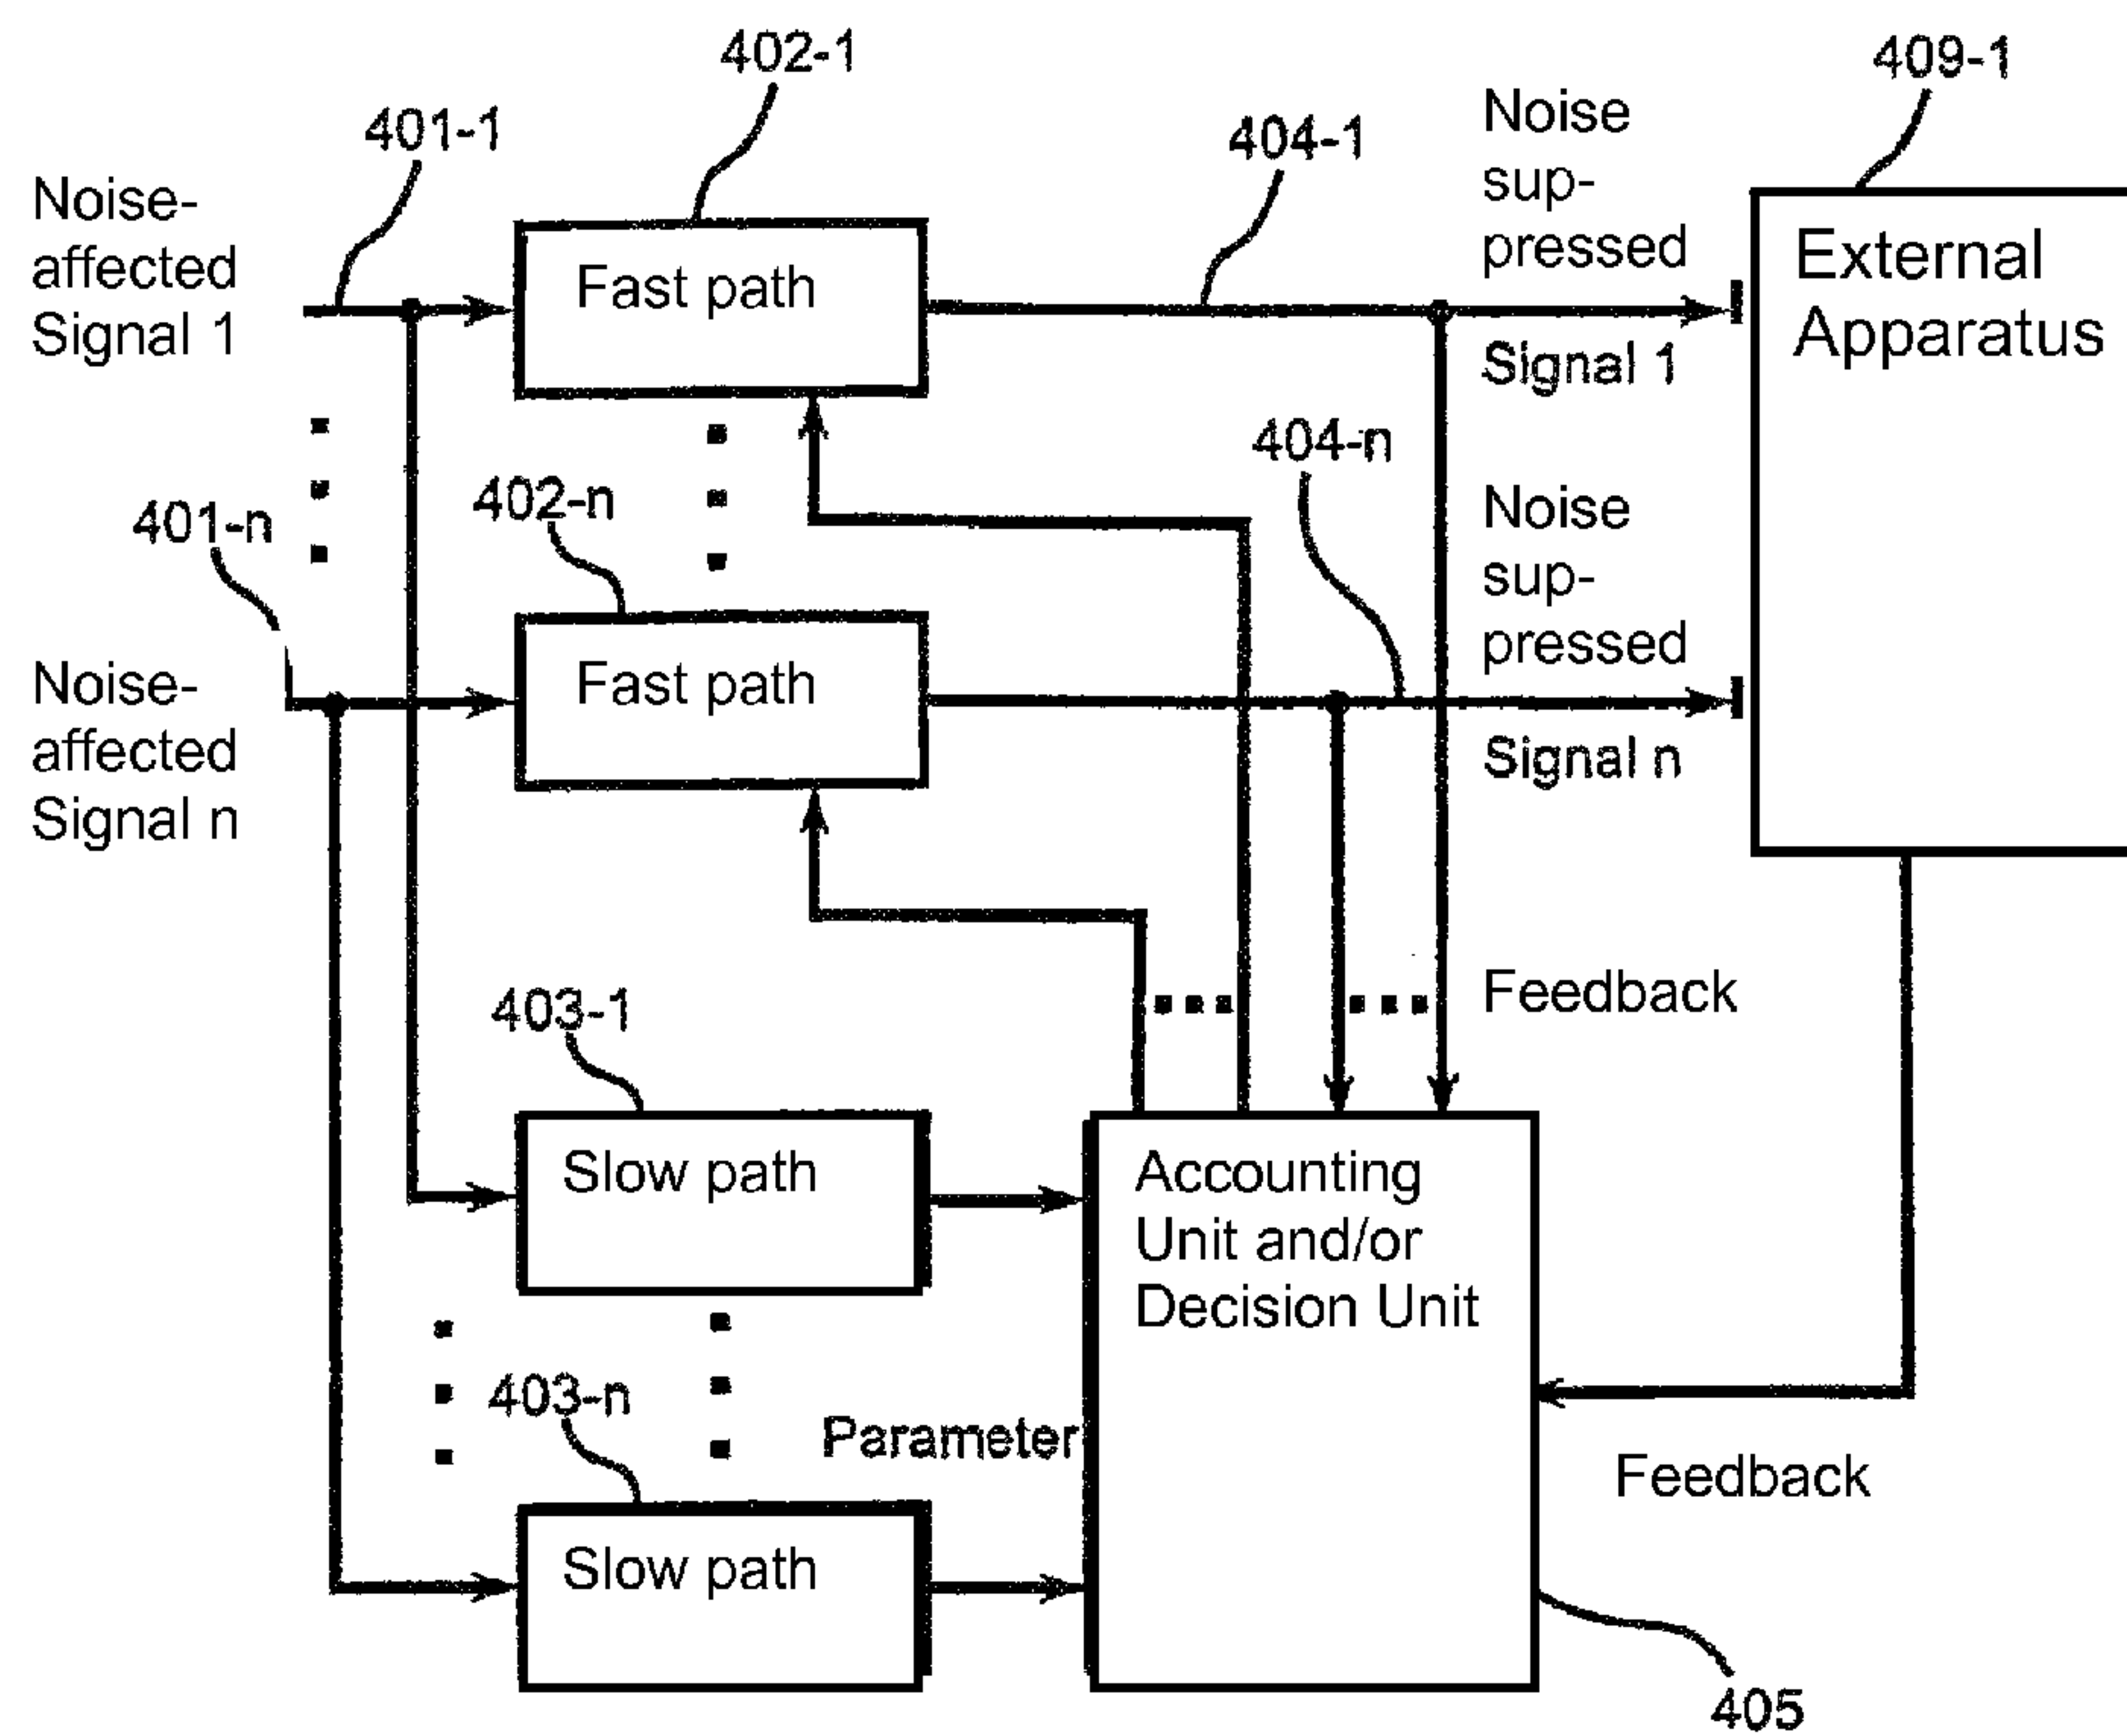 402-1
409-1
401-1
404-1
Noise
sup-
pressed
Signal 1
Noise-
affected
Signal 1
Fast path
External
Apparatus
404-n
402-n
401-n
Noise
sup-
pressed
Signal n
Noise-
affected
Signal n
Fast path
403-1
Feedback
Slow path
Accounting
Unit and/or
Decision Unit
403-n
Parameter
Feedback
Slow path
405